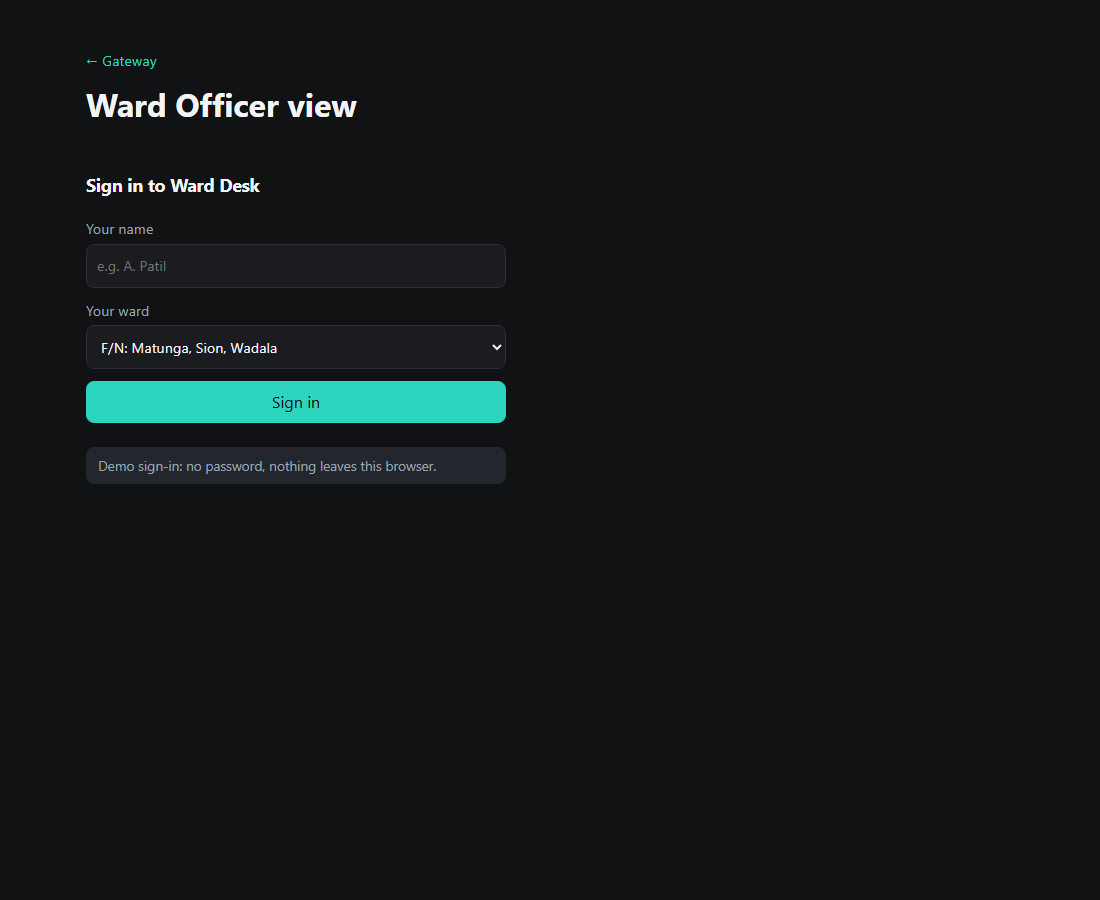 ← Gateway
Ward Officer view
Sign in to Ward Desk
Your name
e.g. A. Patil
Your ward
F/N: Matunga, Sion, Wadala
Sign in
Demo sign-in: no password, nothing leaves this browser.